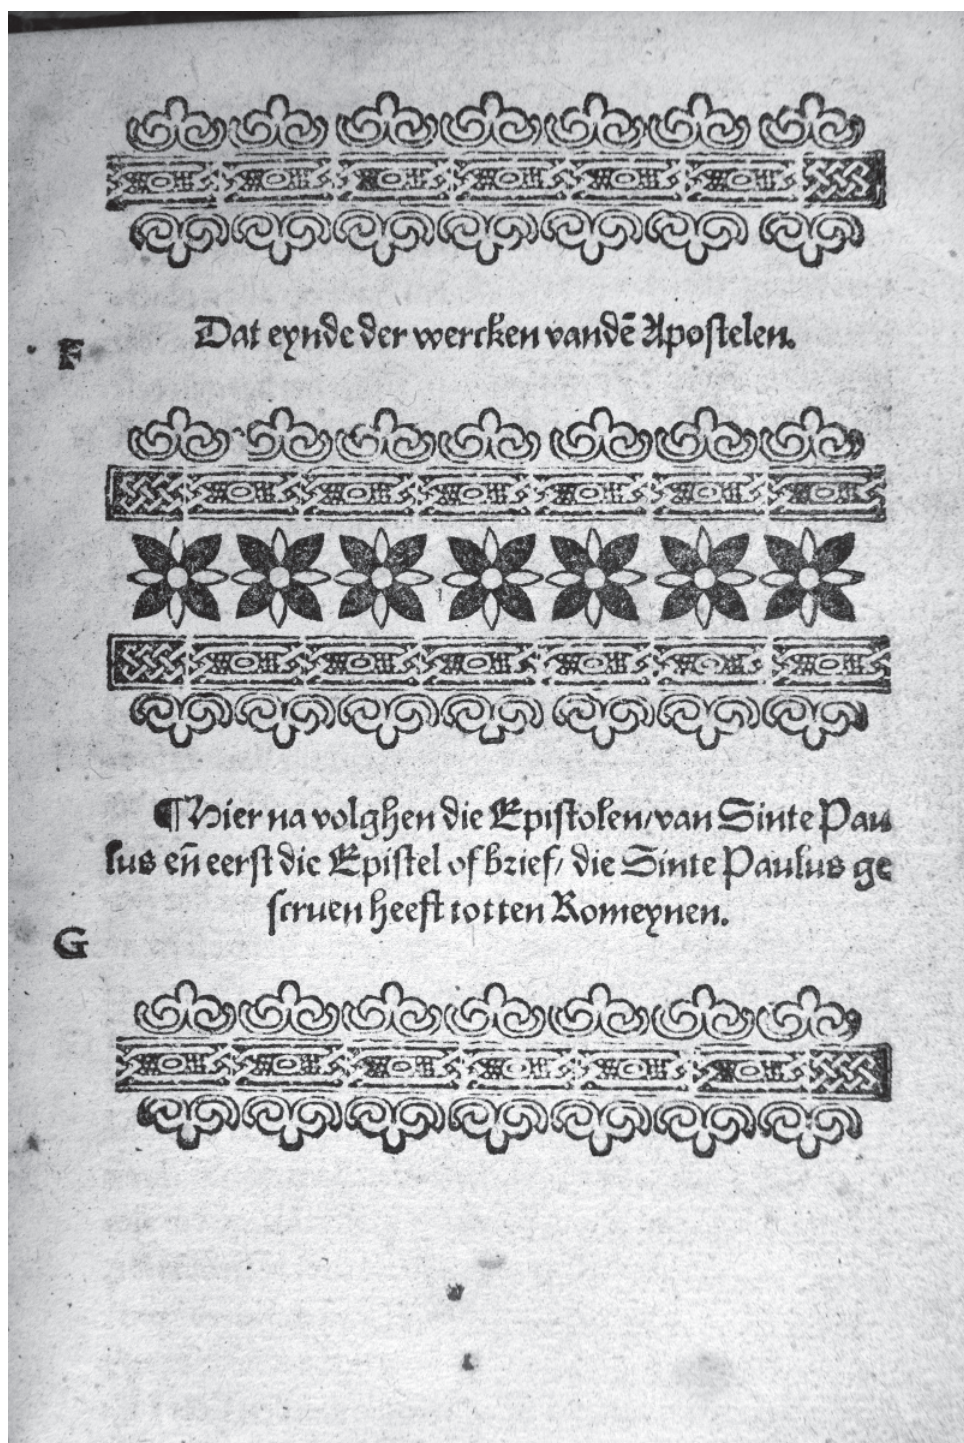 F
Dat eynde der wercken vandē Apostelen.
¶Hier na volghen die Epistolen/van Sinte Pau
lus eñ eerst die Epistel of brief/ die Sinte Paulus ge
scruen heeft totten Romeynen.
G